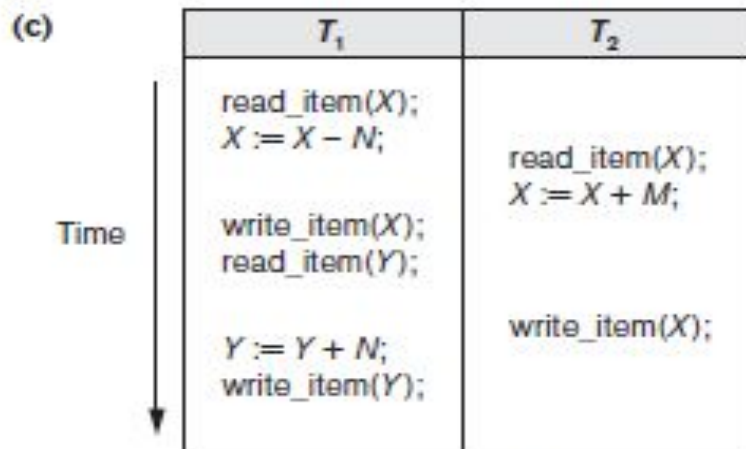 (c)
T₁ T₂
read_item(X);
X := X – N;
read_item(X);
X := X + M;
Time
write_item(X);
read_item(Y);
write_item(X);
Y := Y + N;
write_item(Y);